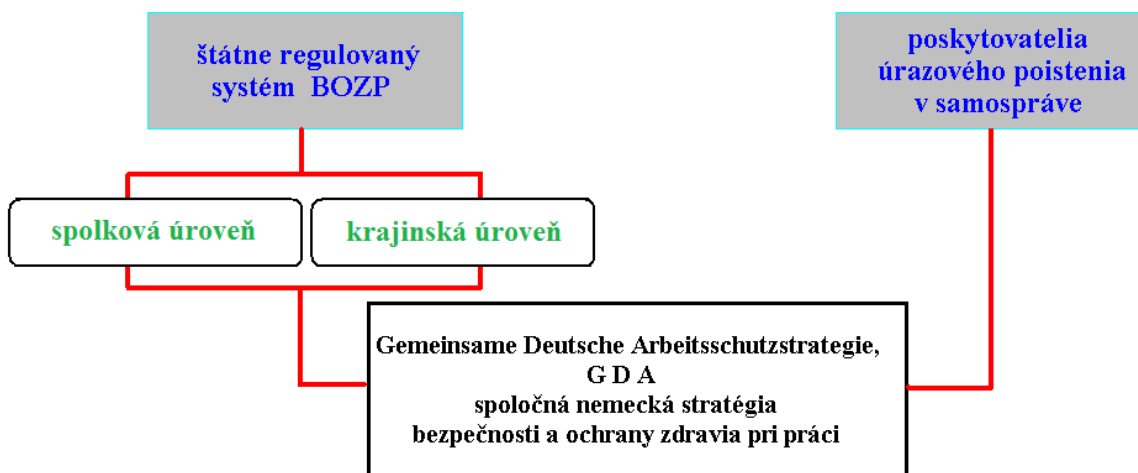 štátne regulovaný
systém BOZP
poskytovatelia
úrazového poistenia
v samospráve
spolková úroveň
krajinská úroveň
Gemeinsame Deutsche Arbeitsschutzstrategie,
G D A
spoločná nemecká stratégia
bezpečnosti a ochrany zdravia pri práci